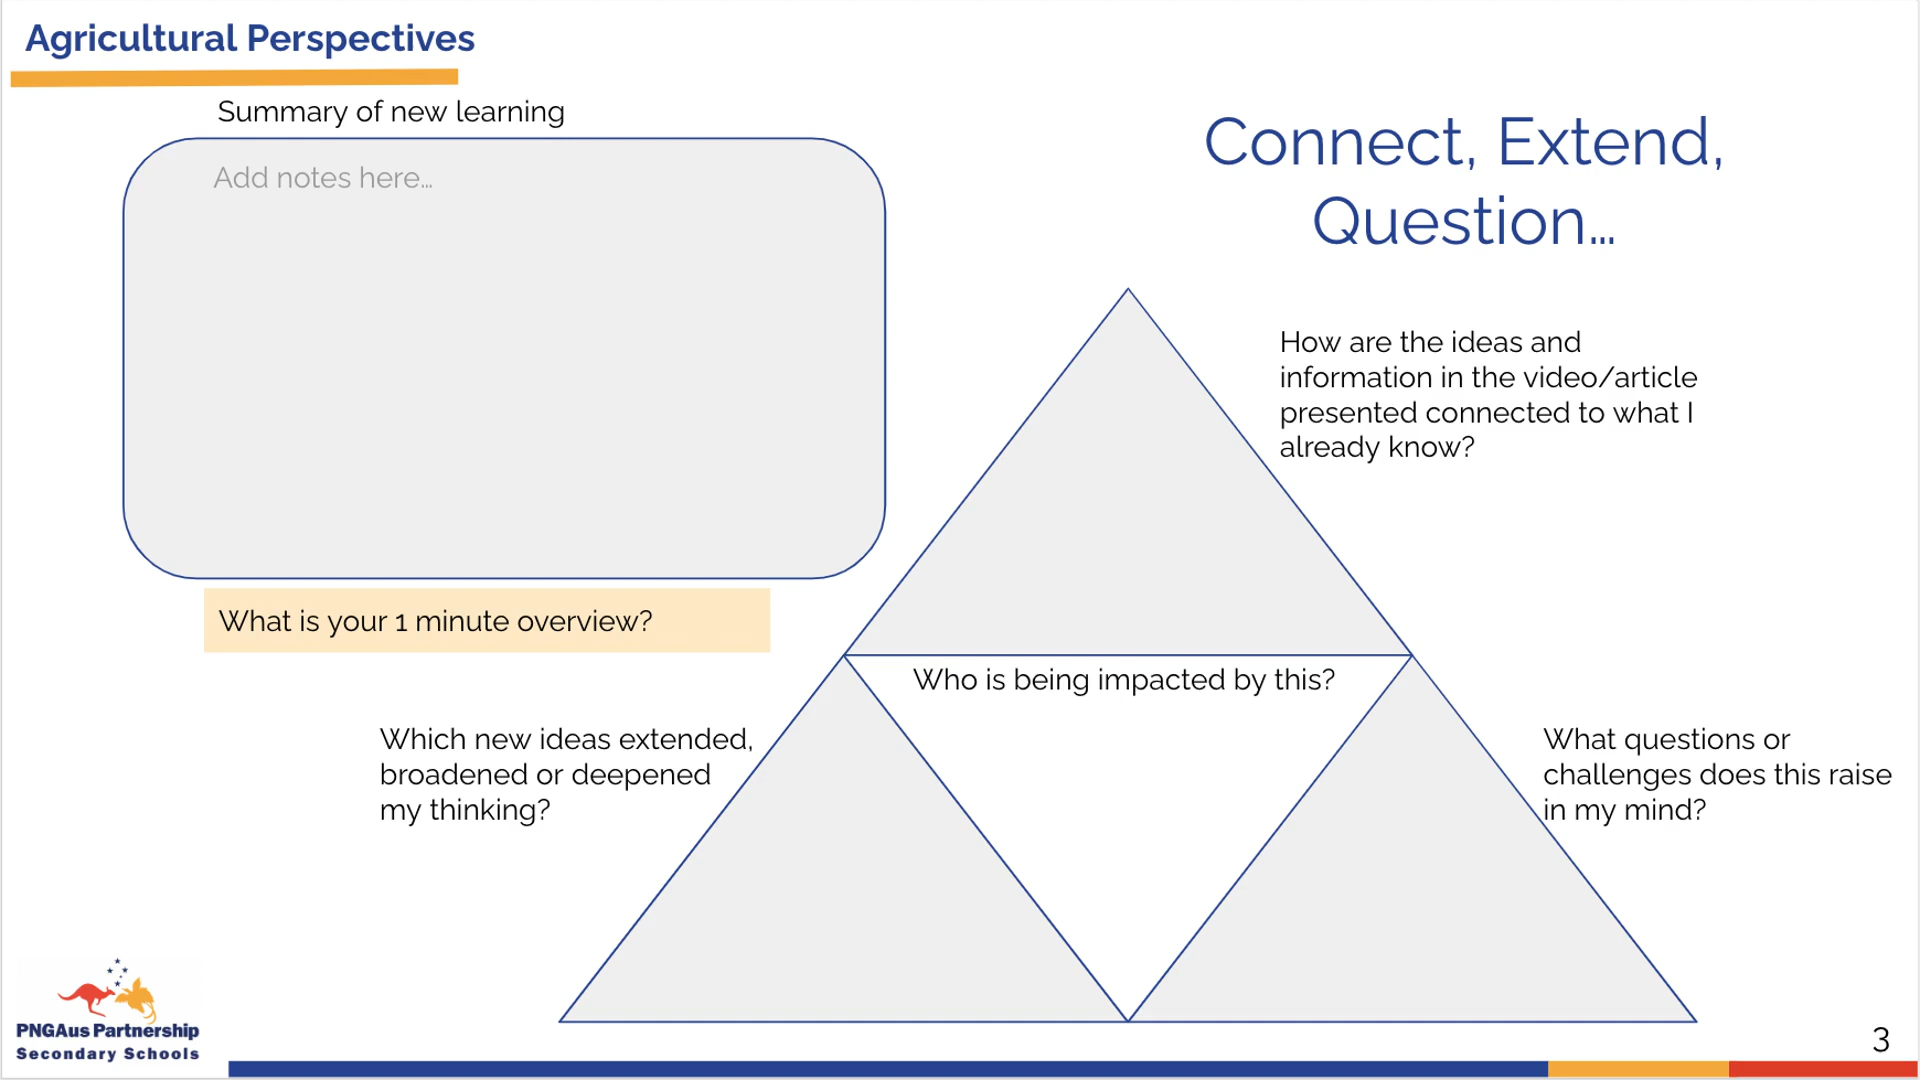 Agricultural Perspectives
Summary of new learning
Add notes here…
What is your 1 minute overview?
Connect, Extend,
Question…
How are the ideas and
information in the video/article
presented connected to what I
already know?
Who is being impacted by this?
Which new ideas extended,
broadened or deepened
my thinking?
What questions or
challenges does this raise
in my mind?
PNGAus Partnership
Secondary Schools
3